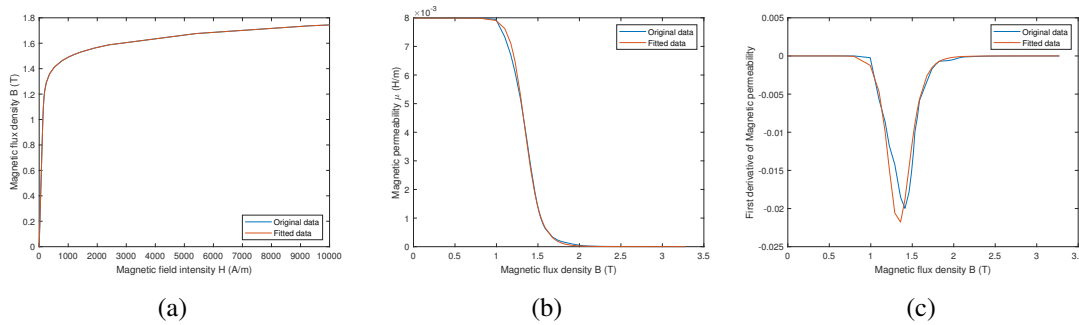 1.8
1.6
1.4
1.2
1
0.8
0.6
0.4
0.2
0
Magnetic flux density B (T)
Original data
Fitted data
0 1000 2000 3000 4000 5000 6000 7000 8000 9000 10000
Magnetic field intensity H (A/m)
(a)
×10⁻³
8
7
6
5
4
3
2
1
0
Magnetic permeability μ (H/m)
Original data
Fitted data
0 0.5 1 1.5 2 2.5 3 3.5
Magnetic flux density B (T)
(b)
0.005
0
-0.005
-0.01
-0.015
-0.02
-0.025
First derivative of Magnetic permeability
Original data
Fitted data
0 0.5 1 1.5 2 2.5 3 3.5
Magnetic flux density B (T)
(c)